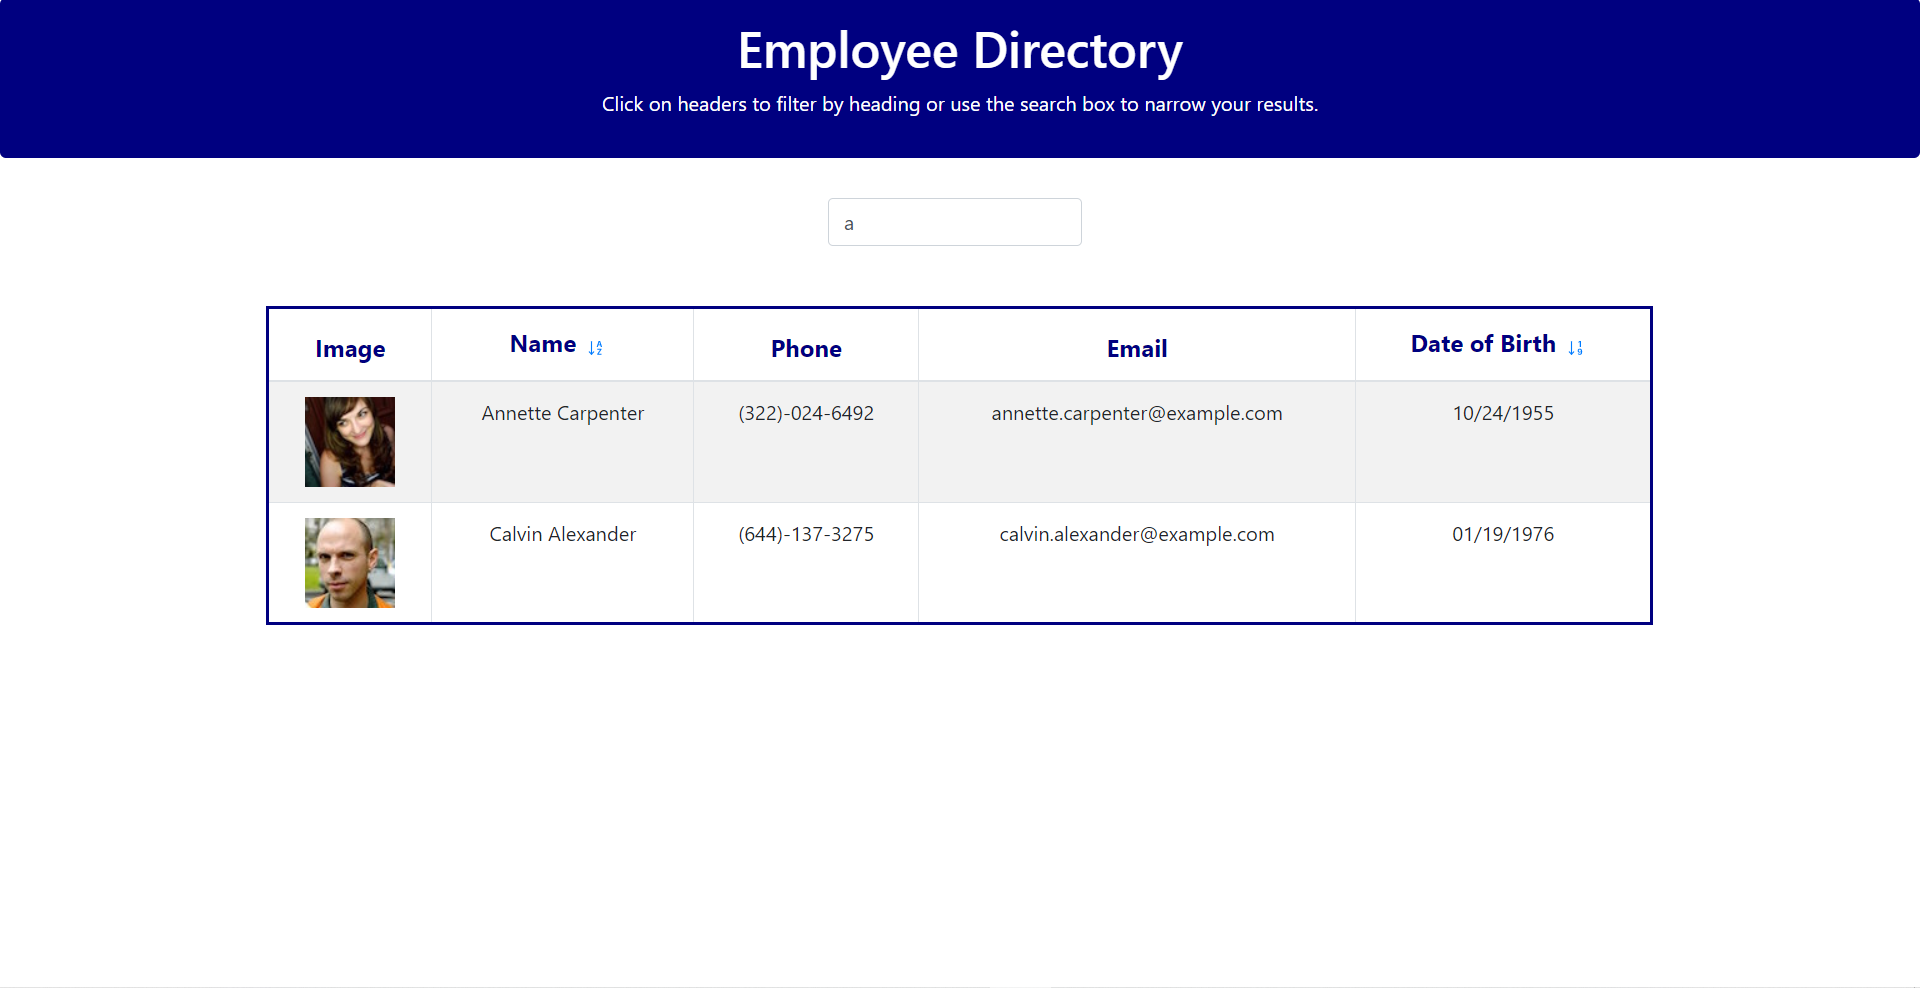 Employee Directory
Click on headers to filter by heading or use the search box to narrow your results.
a
Image Name Phone Email Date of Birth
Annette Carpenter (322)-024-6492 annette.carpenter@example.com 10/24/1955
Calvin Alexander (644)-137-3275 calvin.alexander@example.com 01/19/1976